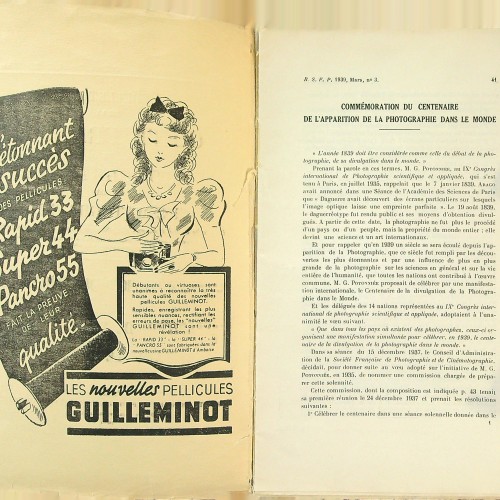 L'étonnant
succès
DES PELLICULES
Rapid 33
Super 44
Pancro 55
qualité
Débutants ou virtuoses, sont
unanimes à reconnaître la très
haute qualité des nouvelles
pellicules GUILLEMINOT.
Rapides, enregistrant les plus
sensibles nuances, rectifiant les
erreurs de pose, les "nouvelles"
GUILLEMINOT sont une
révélation !
La "RAPID 33", la "SUPER 44", la
"PANCRO 55" sont
GUILLEMINOT
LES nouvelles PELLICULES
GUILLEMINOT
B. S. F. P., 1939, Mars, n° 3.
41.
COMMÉMORATION DU CENTENAIRE
DE L'APPARITION DE LA PHOTOGRAPHIE DANS LE MONDE
« L'année 1839 doit être considérée comme celle du début de la pho-
tographie, de sa divulgation dans le monde. »
Prenant la parole en ces termes, M. G. POTONNIÉE, au IXe Congrès
international de Photographie scientifique et appliquée, qui s'est
tenu à Paris, en juillet 1935, rappelait que le 7 janvier 1839, ARAGO
avait annoncé dans une Séance de l'Académie des Sciences de Paris
que « Daguerre avait découvert des écrans particuliers sur lesquels
l'image optique laisse une empreinte parfaite ». Le 19 août 1839,
le daguerréotype fut rendu public et ses moyens d'obtention divul-
gués. A partir de cette date, la photographie ne fut plus le procédé
d'un pays ou d'un peuple, mais la propriété du monde entier ; elle
devint une science et un art internationaux.
Et pour rappeler qu'en 1939 un siècle se sera écoulé depuis l'appari-
tion de la Photographie, que ce siècle fut rempli par les décou-
vertes les plus étonnantes et par une influence de plus en plus
grande de la photographie sur les sciences en général et sur la vie
entière de l'humanité, que toutes les nations ont contribué à l'œuvre
commune, M. G. POTONNIÉE proposait de célébrer par une manifesta-
tion internationale, le Centenaire de la divulgation de la Photogra-
phie dans le Monde.
Et les délégués des 14 nations représentées au IXe Congrès inter-
national de photographie scientifique et appliquée, adoptaient à l'una-
nimité le vœu suivant :
« Que dans tous les pays où existent des photographes, ceux-ci or-
ganisent une manifestation simultanée pour célébrer, en 1939, le cente-
naire de la divulgation de la photographie dans le monde. »
Dans sa séance du 15 décembre 1937, le Conseil d'Administra-
tion de la Société Française de Photographie et de Cinématographie,
décidait, pour donner suite au vœu adopté sur l'initiative de M. G.
POTONNIÉE, en 1935, de nommer une commission chargée de prépa-
rer cette solennité.
Cette commission, dont la composition est indiquée p. 43 tenait
sa première réunion le 24 décembre 1937 et prenait les résolutions
suivantes :
1° Célébrer le centenaire dans une séance solennelle donnée dans le
1